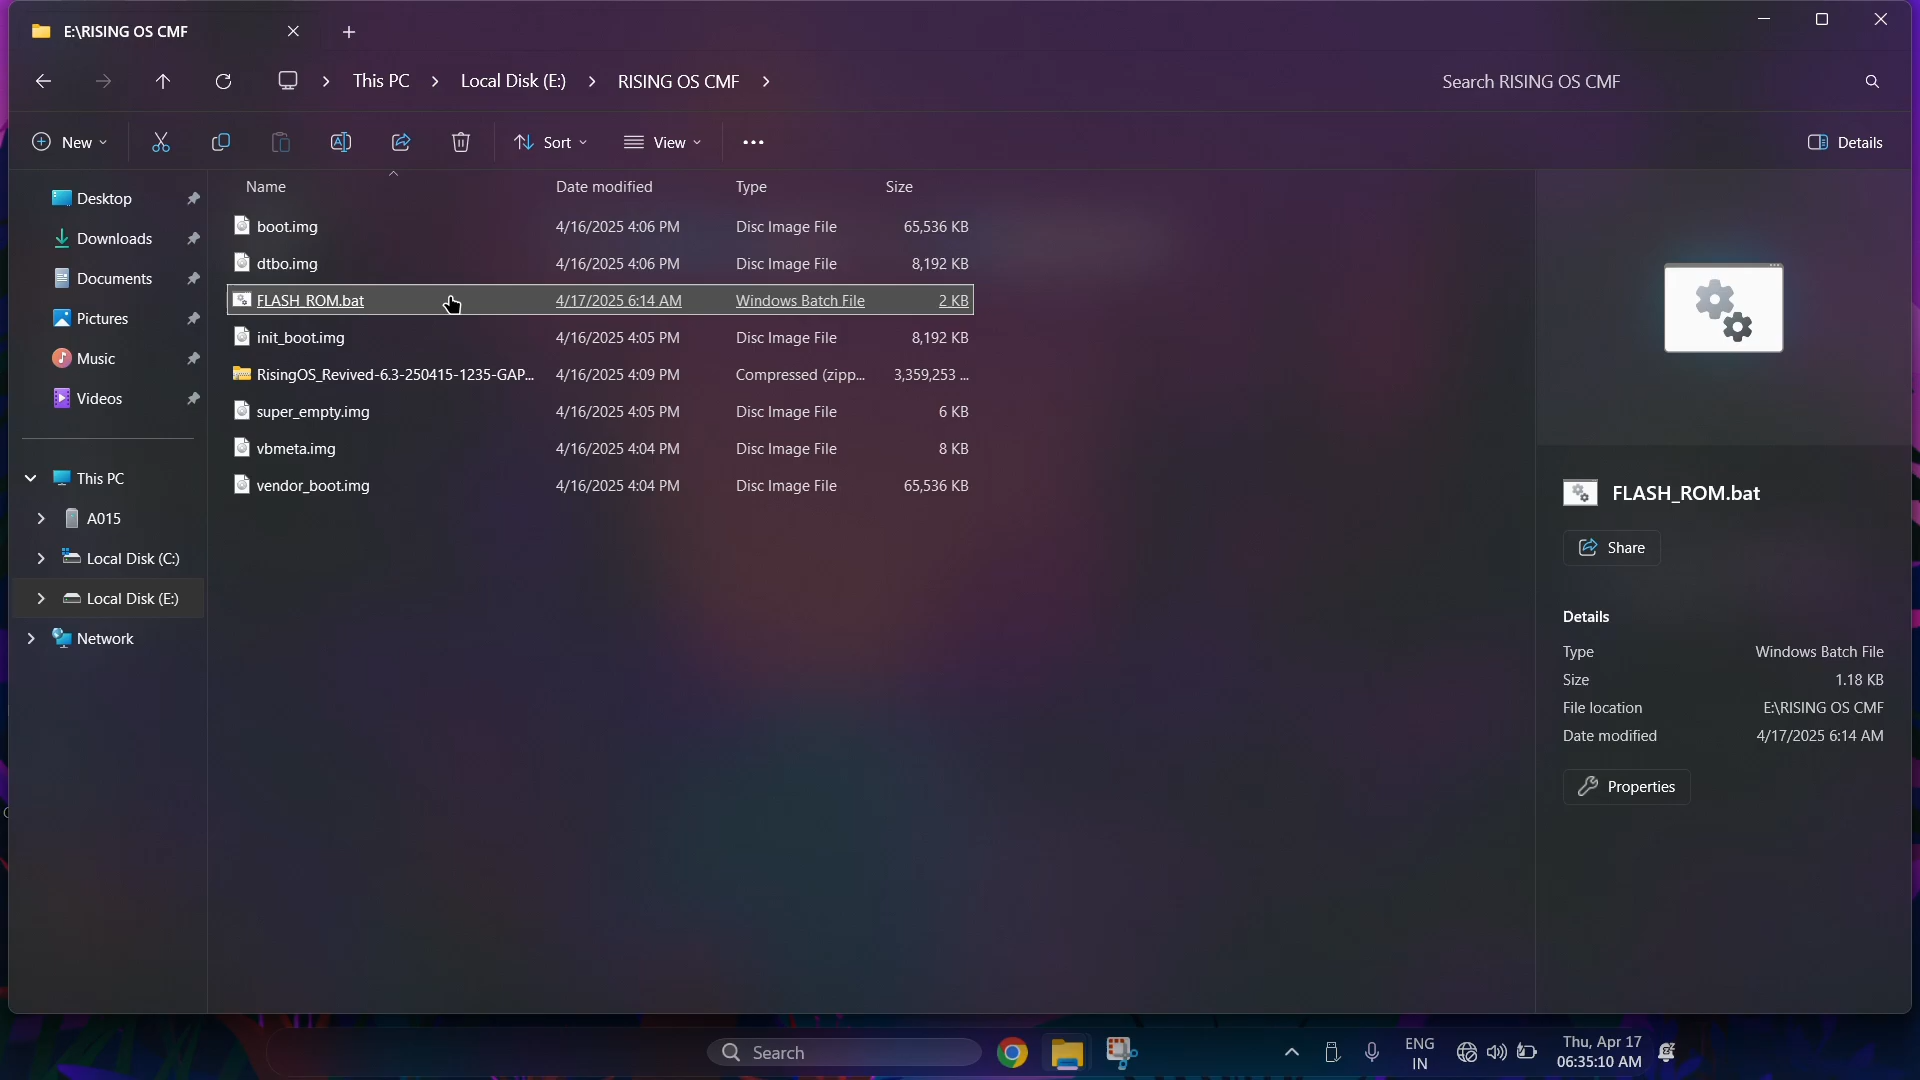 E:\RISING OS CMF
This PC
Local Disk (E:)
RISING OS CMF
Search RISING OS CMF
New
Sort
View
Details
Desktop
Downloads
Documents
Pictures
Music
Videos
This PC
A015
Local Disk (C:)
Local Disk (E:)
Network
Name Date modified Type Size
boot.img 4/16/2025 4:06 PM Disc Image File 65,536 KB
dtbo.img 4/16/2025 4:06 PM Disc Image File 8,192 KB
FLASH_ROM.bat 4/17/2025 6:14 AM Windows Batch File 2 KB
init_boot.img 4/16/2025 4:05 PM Disc Image File 8,192 KB
RisingOS_Revived-6.3-250415-1235-GAP... 4/16/2025 4:09 PM Compressed (zipp... 3,359,253 ...
super_empty.img 4/16/2025 4:05 PM Disc Image File 6 KB
vbmeta.img 4/16/2025 4:04 PM Disc Image File 8 KB
vendor_boot.img 4/16/2025 4:04 PM Disc Image File 65,536 KB
FLASH_ROM.bat
Share
Details
Type Windows Batch File
Size 1.18 KB
File location E:\RISING OS CMF
Date modified 4/17/2025 6:14 AM
Properties
Search
ENG
IN
Thu, Apr 17
06:35:10 AM